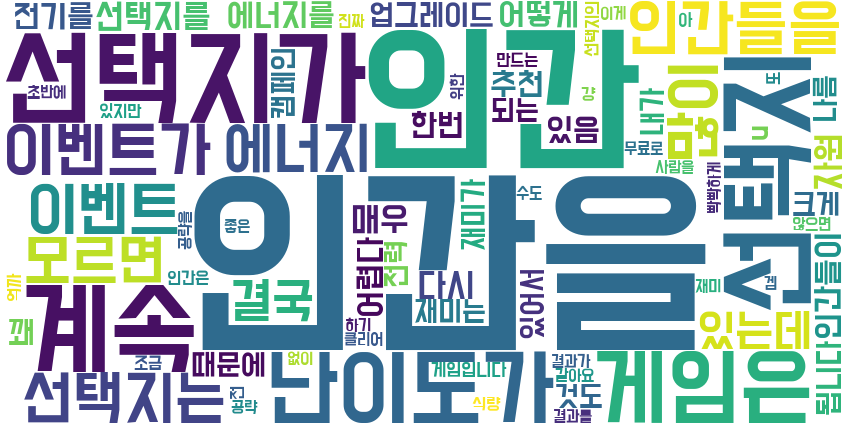 전기를 선택지를 에너지를 진짜 업그레이드 어떻게 선택지인 이게 아 인간들을
선택지가 인간 선택지
초반에 있지만 캠페인 한번 위한 만드는 추천 되는 양 있음 내가 많이 맘 또 나름
이벤트가 에너지 무료로 사람을 빡빡하게 자원 크게
이벤트 공략을 좋은 인간을 매우 재미가 수도 않으면
모르면 인간은 어렵다 전력 다시 재미는 있어서 재미 겜 인간들이
억까 계속 결국 하기 클리어 있는데
꽤 때문에 없이 됩니다
선택지는 조금 난이도가 게임입니다 결과가 같아요 게임은
공략 식량 것도 결과를